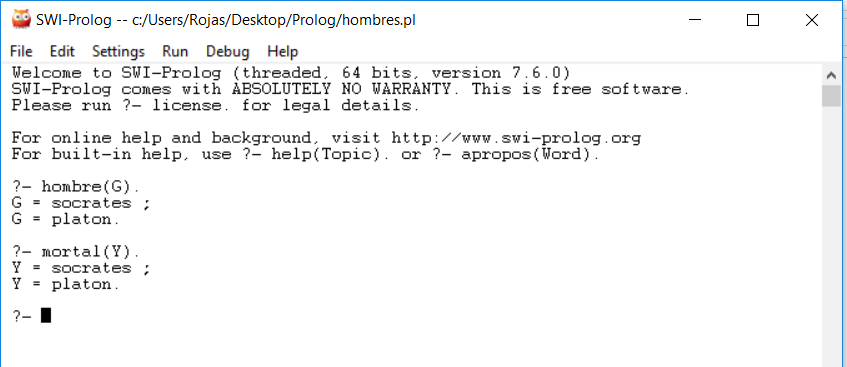 SWI-Prolog -- c:/Users/Rojas/Desktop/Prolog/hombres.pl
File Edit Settings Run Debug Help
Welcome to SWI-Prolog (threaded, 64 bits, version 7.6.0)
SWI-Prolog comes with ABSOLUTELY NO WARRANTY. This is free software.
Please run ?- license. for legal details.
For online help and background, visit http://www.swi-prolog.org
For built-in help, use ?- help(Topic). or ?- apropos(Word).
?- hombre(G).
G = socrates ;
G = platon.
?- mortal(Y).
Y = socrates ;
Y = platon.
?-